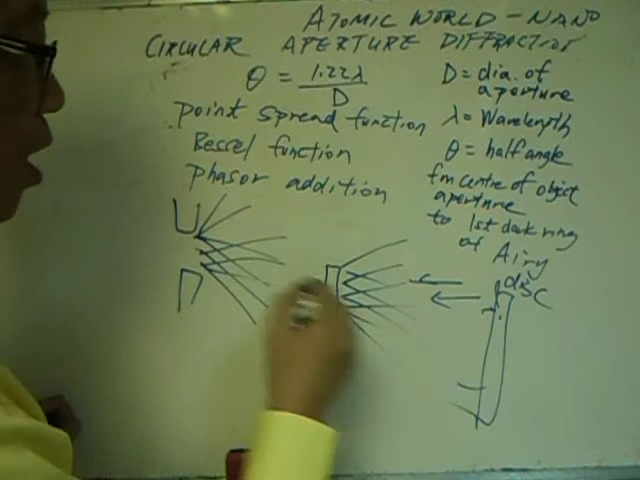 ATOMIC WORLD - NANO
CIRCULAR APERTURE DIFFRACTION
θ = 1.22λ / D
Point spread function
Bessel function
Phasor addition
D = dia. of
aperture
λ = Wavelength
θ = half angle
fm centre of object
aperture
to 1st dark ring
of Airy
disc